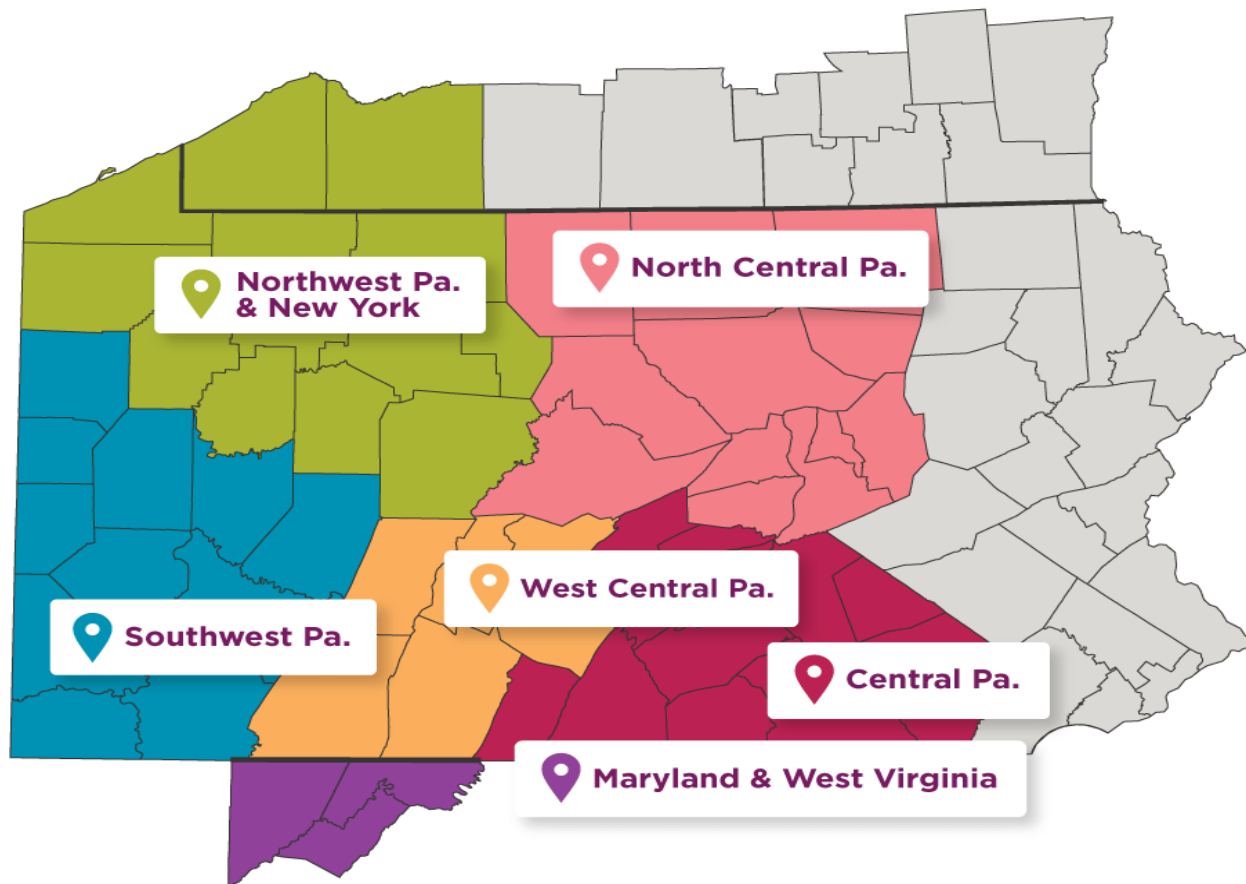 Northwest Pa.
& New York
North Central Pa.
West Central Pa.
Southwest Pa.
Central Pa.
Maryland & West Virginia